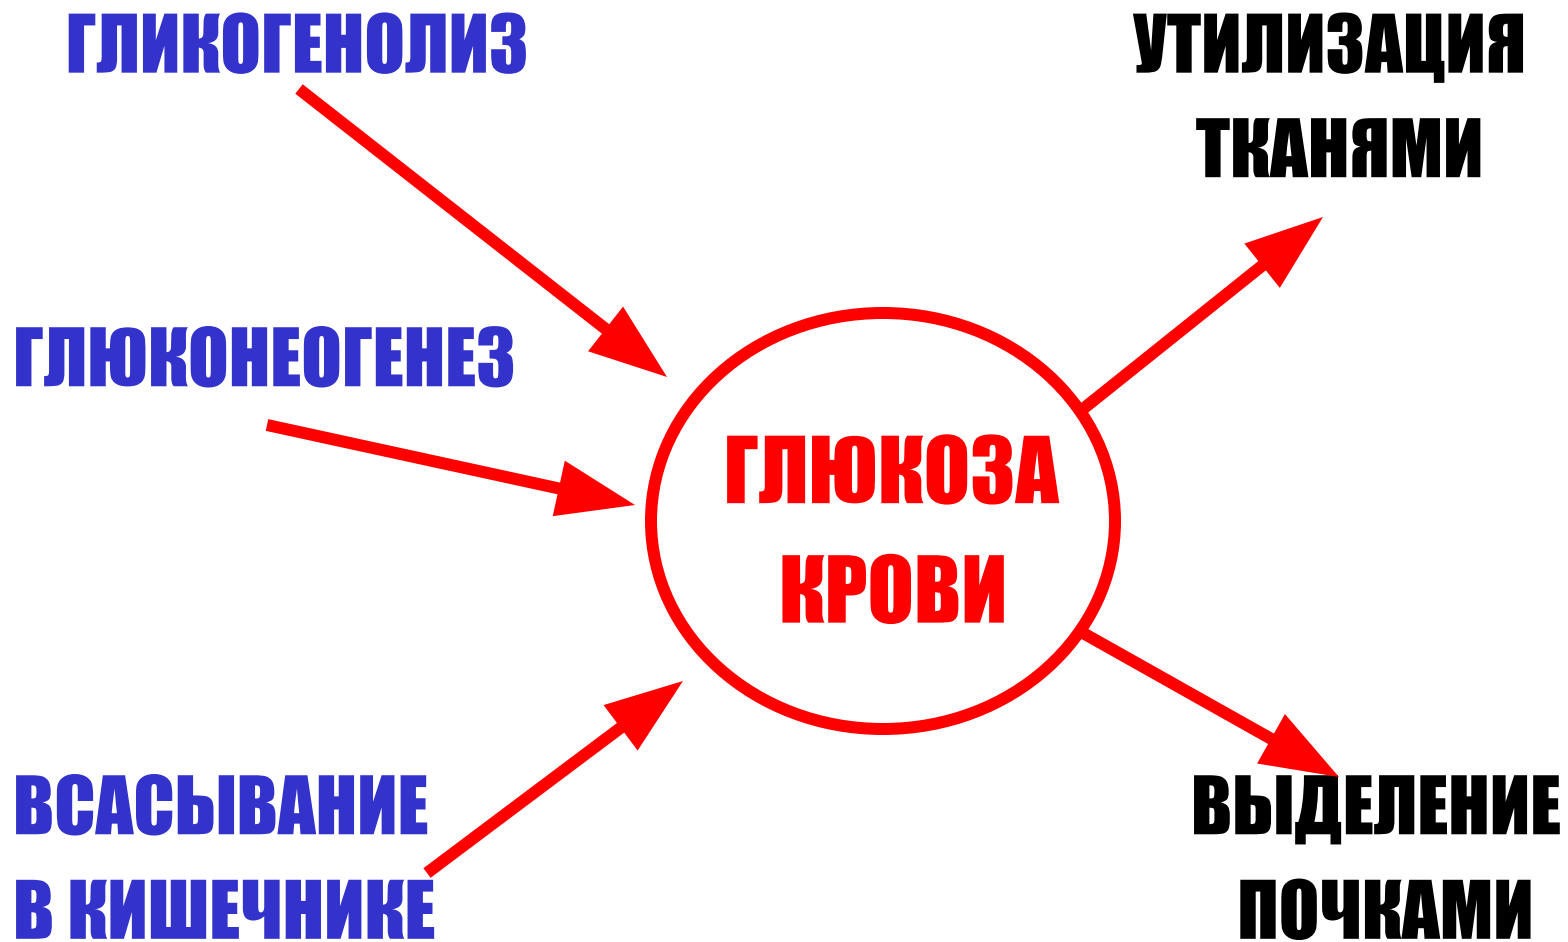 ГЛИКОГЕНОЛИЗ
ГЛЮКОНЕОГЕНЕЗ
ВСАСЫВАНИЕ
В КИШЕЧНИКЕ
ГЛЮКОЗА
КРОВИ
УТИЛИЗАЦИЯ
ТКАНЯМИ
ВЫДЕЛЕНИЕ
ПОЧКАМИ